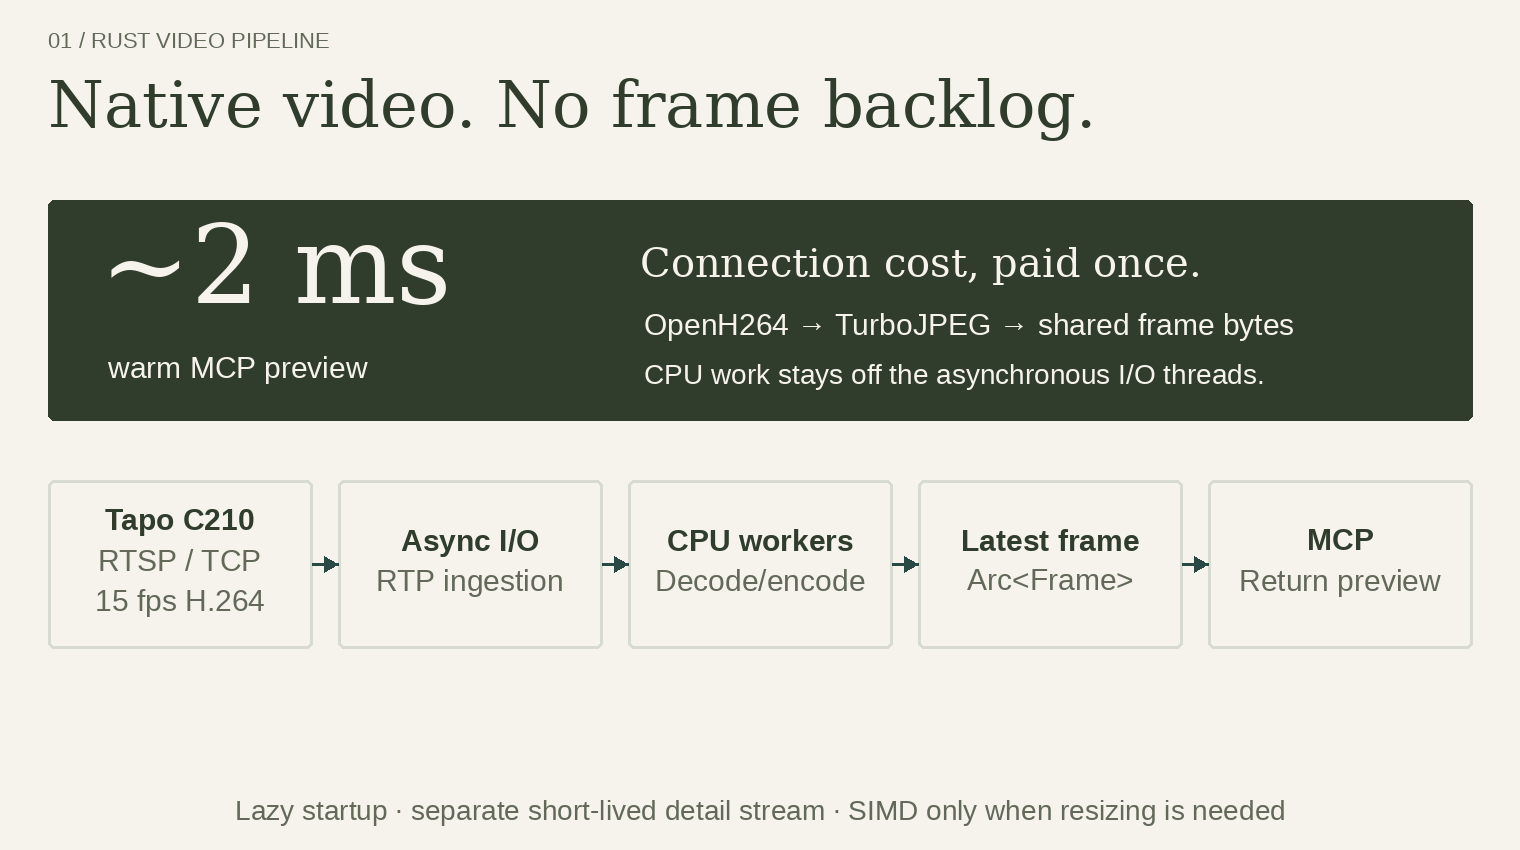 01 / RUST VIDEO PIPELINE
Native video. No frame backlog.
~2 ms
warm MCP preview
Connection cost, paid once.
OpenH264 → TurboJPEG → shared frame bytes
CPU work stays off the asynchronous I/O threads.
Tapo C210
RTSP / TCP
15 fps H.264
Async I/O
RTP ingestion
CPU workers
Decode/encode
Latest frame
Arc<Frame>
MCP
Return preview
Lazy startup · separate short-lived detail stream · SIMD only when resizing is needed